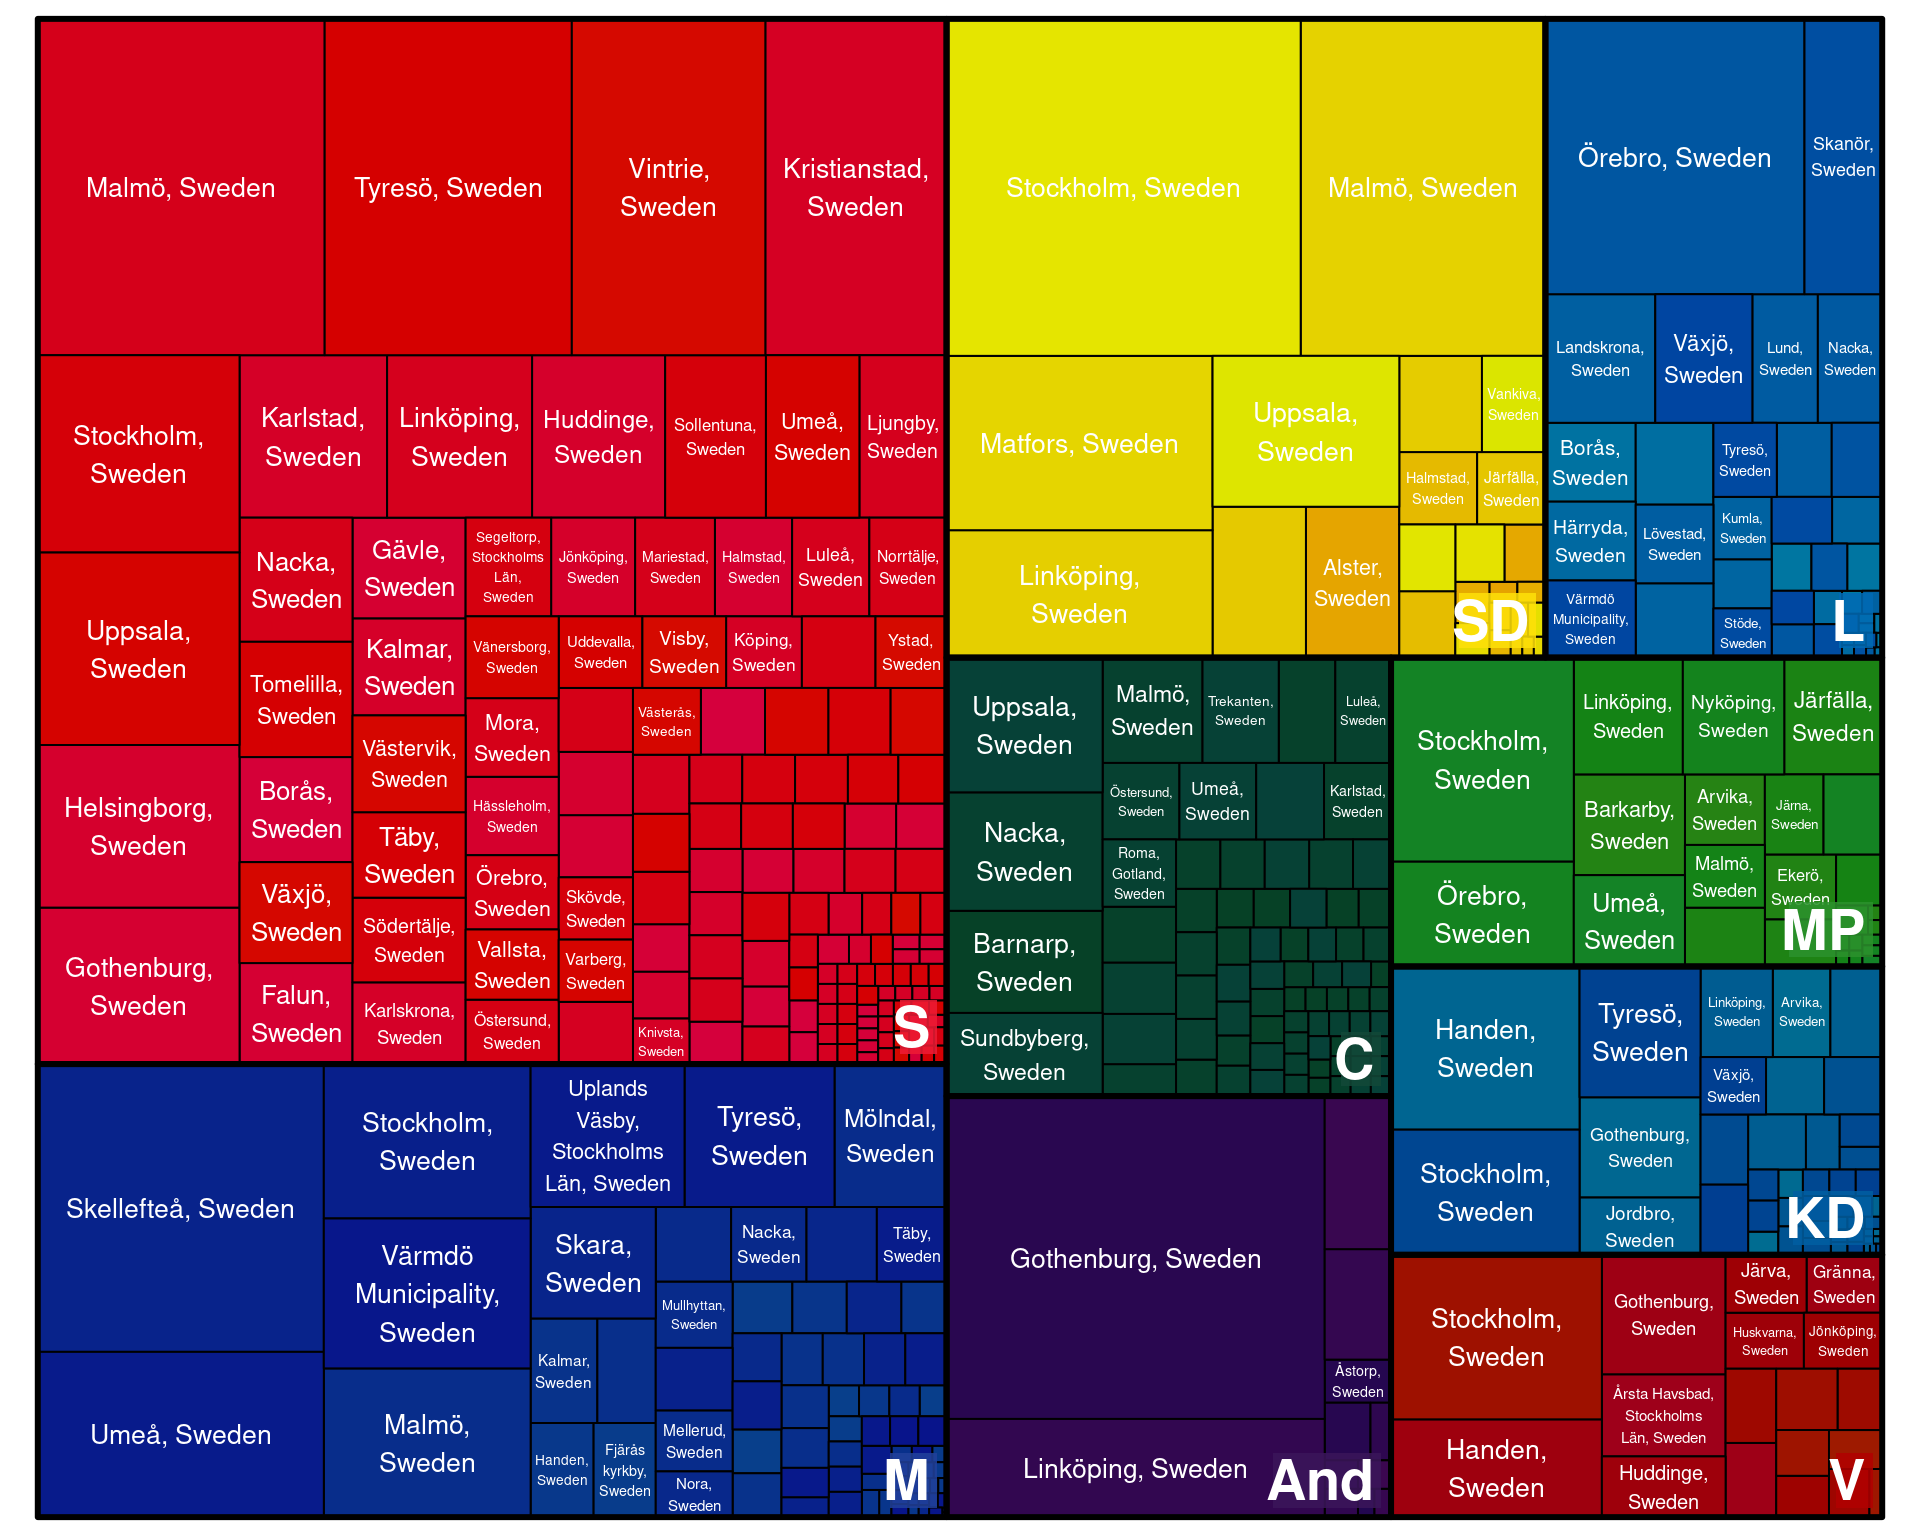 Malmö, Sweden
Tyresö, Sweden
Vintrie,
Sweden
Kristianstad,
Sweden
Stockholm,
Sweden
Karlstad,
Sweden
Linköping,
Sweden
Huddinge,
Sweden
Sollentuna,
Sweden
Umeå,
Sweden
Ljungby,
Sweden
Uppsala,
Sweden
Helsingborg,
Sweden
Gothenburg,
Sweden
Nacka,
Sweden
Tomelilla,
Sweden
Borås,
Sweden
Växjö,
Sweden
Falun,
Sweden
Gävle,
Sweden
Kalmar,
Sweden
Västervik,
Sweden
Täby,
Sweden
Södertälje,
Sweden
Karlskrona,
Sweden
Segeltorp,
Stockholms
Län,
Sweden
Jönköping,
Sweden
Mariestad,
Sweden
Halmstad,
Sweden
Luleå,
Sweden
Norrtälje,
Sweden
Vänersborg,
Sweden
Mora,
Sweden
Hässleholm,
Sweden
Örebro,
Sweden
Vallsta,
Sweden
Östersund,
Sweden
Uddevalla,
Sweden
Visby,
Sweden
Köping,
Sweden
Ystad,
Sweden
Västerås,
Sweden
Skövde,
Sweden
Varberg,
Sweden
Knivsta,
Sweden
S
Skellefteå, Sweden
Umeå, Sweden
Stockholm,
Sweden
Värmdö
Municipality,
Sweden
Malmö,
Sweden
Uplands
Väsby,
Stockholms
Län, Sweden
Tyresö,
Sweden
Mölndal,
Sweden
Skara,
Sweden
Nacka,
Sweden
Täby,
Sweden
Mullhyttan,
Sweden
Kalmar,
Sweden
Handen,
Sweden
Fjärås
kyrkby,
Sweden
Mellerud,
Sweden
Nora,
Sweden
M
Stockholm, Sweden
Malmö, Sweden
Matfors, Sweden
Linköping,
Sweden
Uppsala,
Sweden
Alster,
Sweden
Vankiva,
Sweden
Halmstad,
Sweden
Järfälla,
Sweden
SD
Örebro, Sweden
Skanör,
Sweden
Landskrona,
Sweden
Växjö,
Sweden
Lund,
Sweden
Nacka,
Sweden
Borås,
Sweden
Härryda,
Sweden
Värmdö
Municipality,
Sweden
Lövestad,
Sweden
Tyresö,
Sweden
Kumla,
Sweden
Stöde,
Sweden
L
Uppsala,
Sweden
Nacka,
Sweden
Barnarp,
Sweden
Sundbyberg,
Sweden
Malmö,
Sweden
Trekanten,
Sweden
Luleå,
Sweden
Östersund,
Sweden
Umeå,
Sweden
Karlstad,
Sweden
Roma,
Gotland,
Sweden
C
Gothenburg, Sweden
Linköping, Sweden
Åstorp,
Sweden
And
Stockholm,
Sweden
Örebro,
Sweden
Linköping,
Sweden
Nyköping,
Sweden
Järfälla,
Sweden
Barkarby,
Sweden
Umeå,
Sweden
Arvika,
Sweden
Malmö,
Sweden
Järna,
Sweden
Ekerö,
Sweden
MP
Handen,
Sweden
Stockholm,
Sweden
Tyresö,
Sweden
Gothenburg,
Sweden
Jordbro,
Sweden
Linköping,
Sweden
Arvika,
Sweden
Växjö,
Sweden
KD
Stockholm,
Sweden
Handen,
Sweden
Gothenburg,
Sweden
Årsta Havsbad,
Stockholms
Län, Sweden
Huddinge,
Sweden
Järva,
Sweden
Gränna,
Sweden
Huskvarna,
Sweden
Jönköping,
Sweden
V